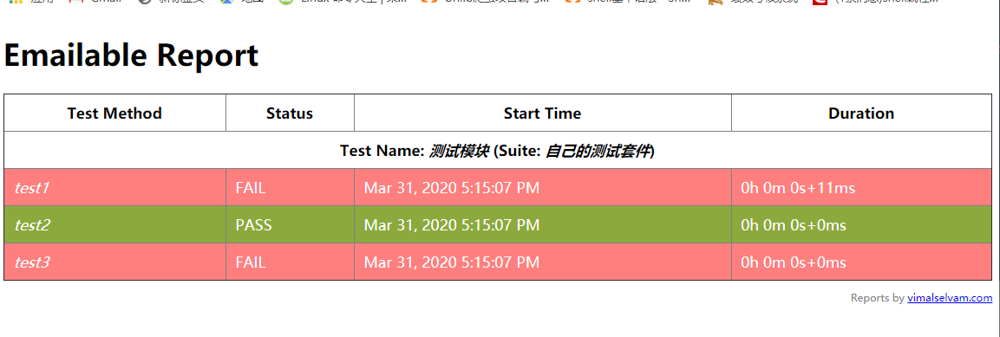 Emailable Report
Test Method Status Start Time Duration
Test Name: 测试模块 (Suite: 自己的测试套件)
test1 FAIL Mar 31, 2020 5:15:07 PM 0h 0m 0s+11ms
test2 PASS Mar 31, 2020 5:15:07 PM 0h 0m 0s+0ms
test3 FAIL Mar 31, 2020 5:15:07 PM 0h 0m 0s+0ms
Reports by vimalselvam.com